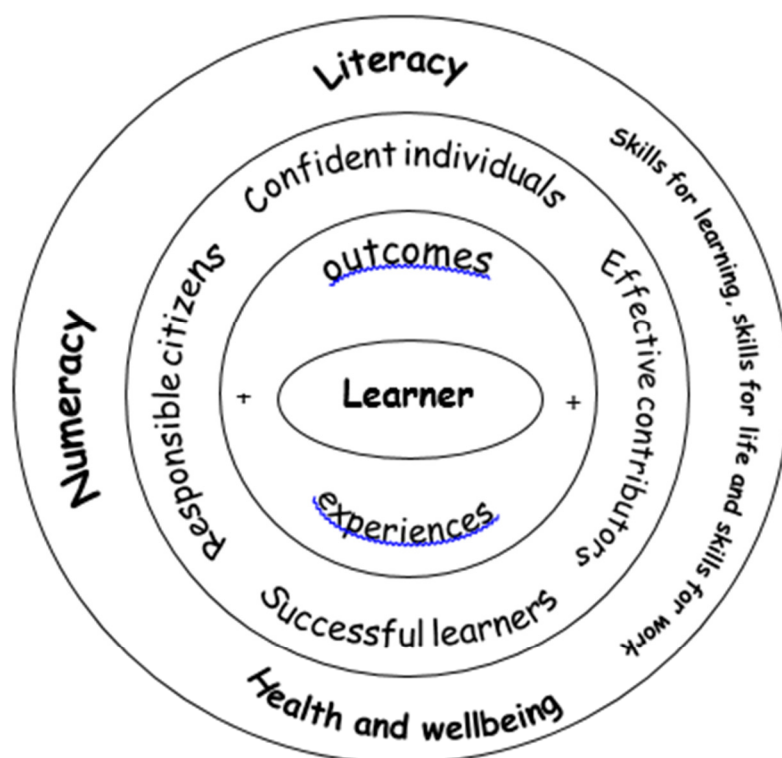 Literacy
Skills for learning, skills for life and skills for work
Health and wellbeing
Numeracy
Confident individuals
Effective contributors
Successful learners
Responsible citizens
outcomes
+
Learner
+
experiences